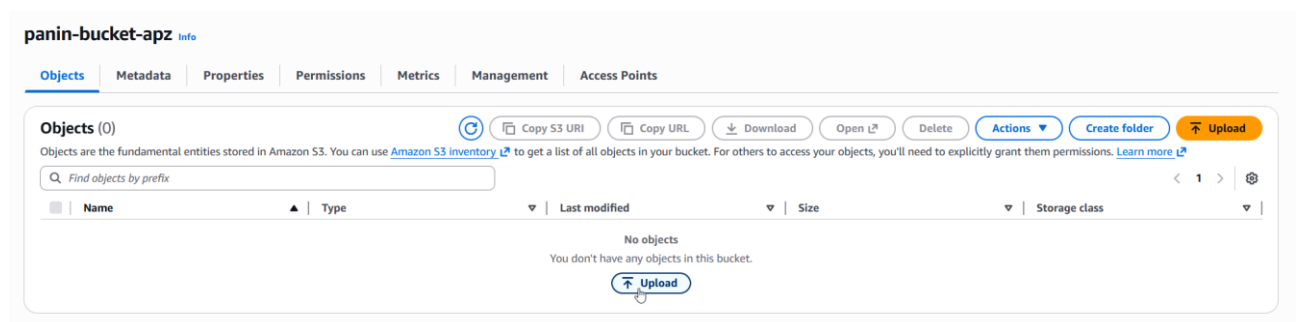 panin-bucket-apz Info
Objects Metadata Properties Permissions Metrics Management Access Points
Objects (0) Copy S3 URI Copy URL Download Open Delete Actions Create folder Upload
Objects are the fundamental entities stored in Amazon S3. You can use Amazon S3 inventory to get a list of all objects in your bucket. For others to access your objects, you'll need to explicitly grant them permissions. Learn more
Find objects by prefix 1
Name Type Last modified Size Storage class
No objects
You don't have any objects in this bucket.
Upload